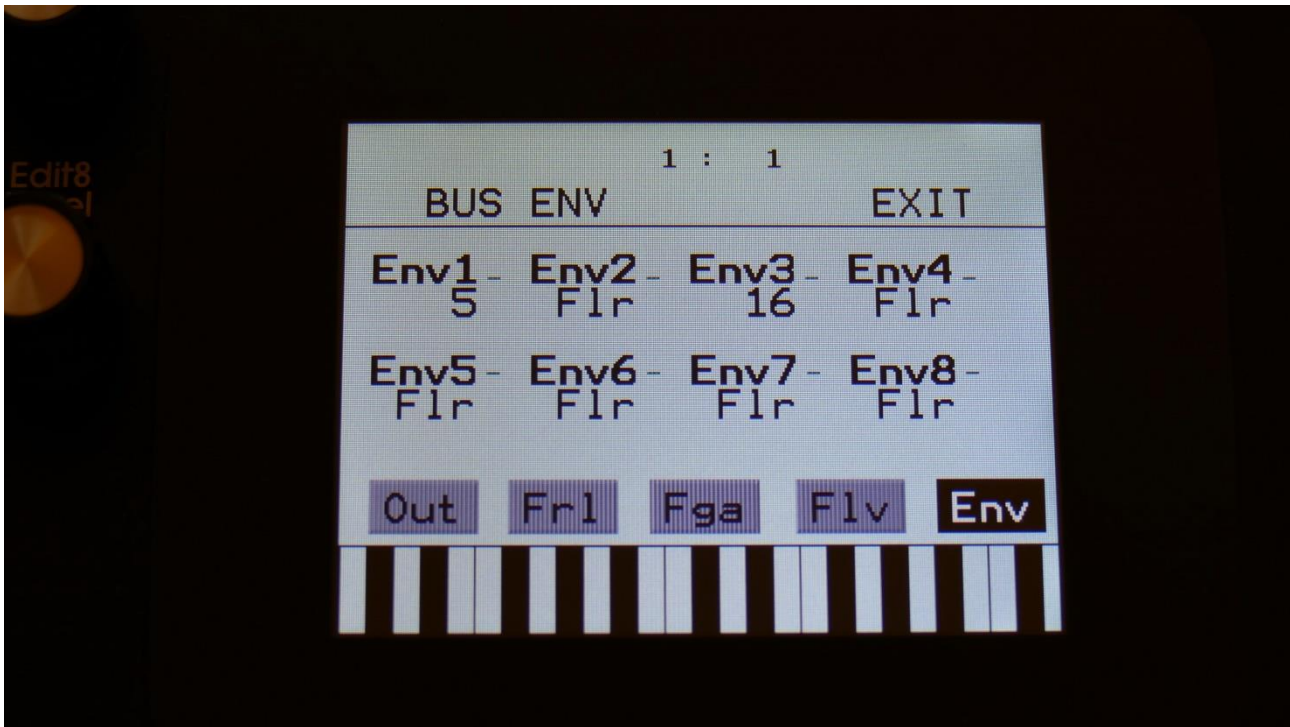 Edit8
el
1 : 1
BUS ENV EXIT
Env1- Env2- Env3- Env4-
5 Flr 16 Flr
Env5- Env6- Env7- Env8-
Flr Flr Flr Flr
Out Frl Fga Flv Env